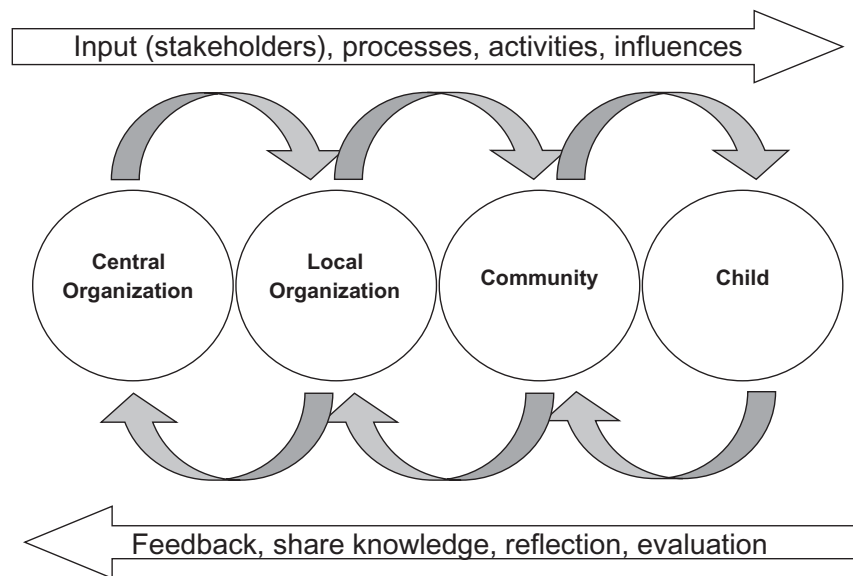 Input (stakeholders), processes, activities, influences
Central
Organization
Local
Organization
Community
Child
Feedback, share knowledge, reflection, evaluation